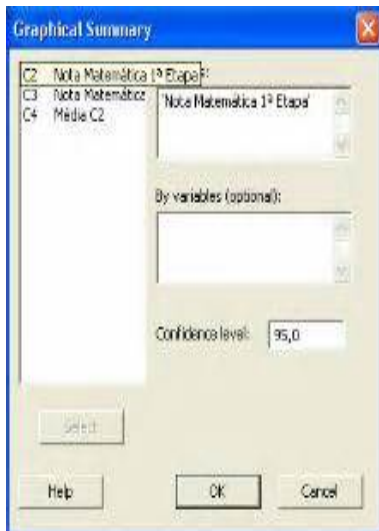 Graphical Summary
C2 Nota Matemática 1ª Etapa s:
C3 Nota Matemática
C4 Média C2
'Nota Matemática 1ª Etapa'
By variables (optional):
Confidence level: 95,0
Select
Help OK Cancel